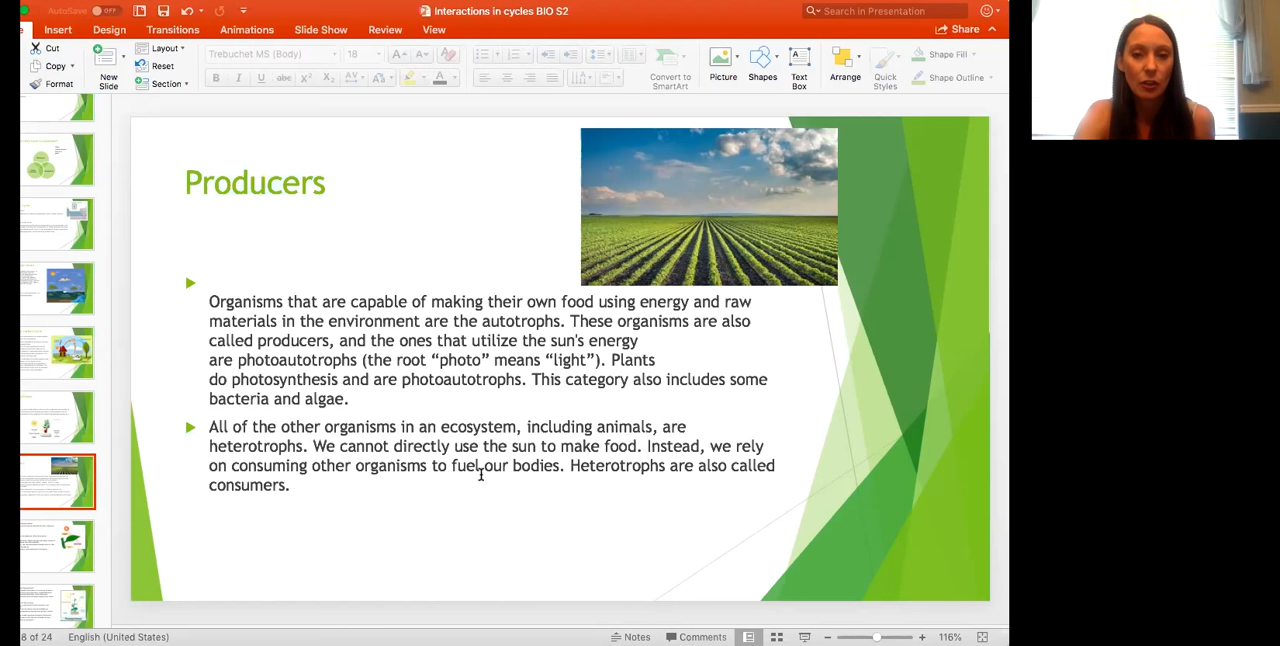 AutoSave OFF
Interactions in cycles BIO S2
Search in Presentation
Insert Design Transitions Animations Slide Show Review View
Share
Cut
Copy
Format
New Slide
Layout
Reset
Section
Trebuchet MS (Body)
18
Convert to SmartArt
Picture
Shapes
Text Box
Arrange
Quick Styles
Shape Fill
Shape Outline
Producers
Organisms that are capable of making their own food using energy and raw
materials in the environment are the autotrophs. These organisms are also
called producers, and the ones that utilize the sun's energy
are photoautotrophs (the root “photo” means “light”). Plants
do photosynthesis and are photoautotrophs. This category also includes some
bacteria and algae.
All of the other organisms in an ecosystem, including animals, are
heterotrophs. We cannot directly use the sun to make food. Instead, we rely
on consuming other organisms to fuel our bodies. Heterotrophs are also called
consumers.
8 of 24 English (United States)
Notes Comments 116%